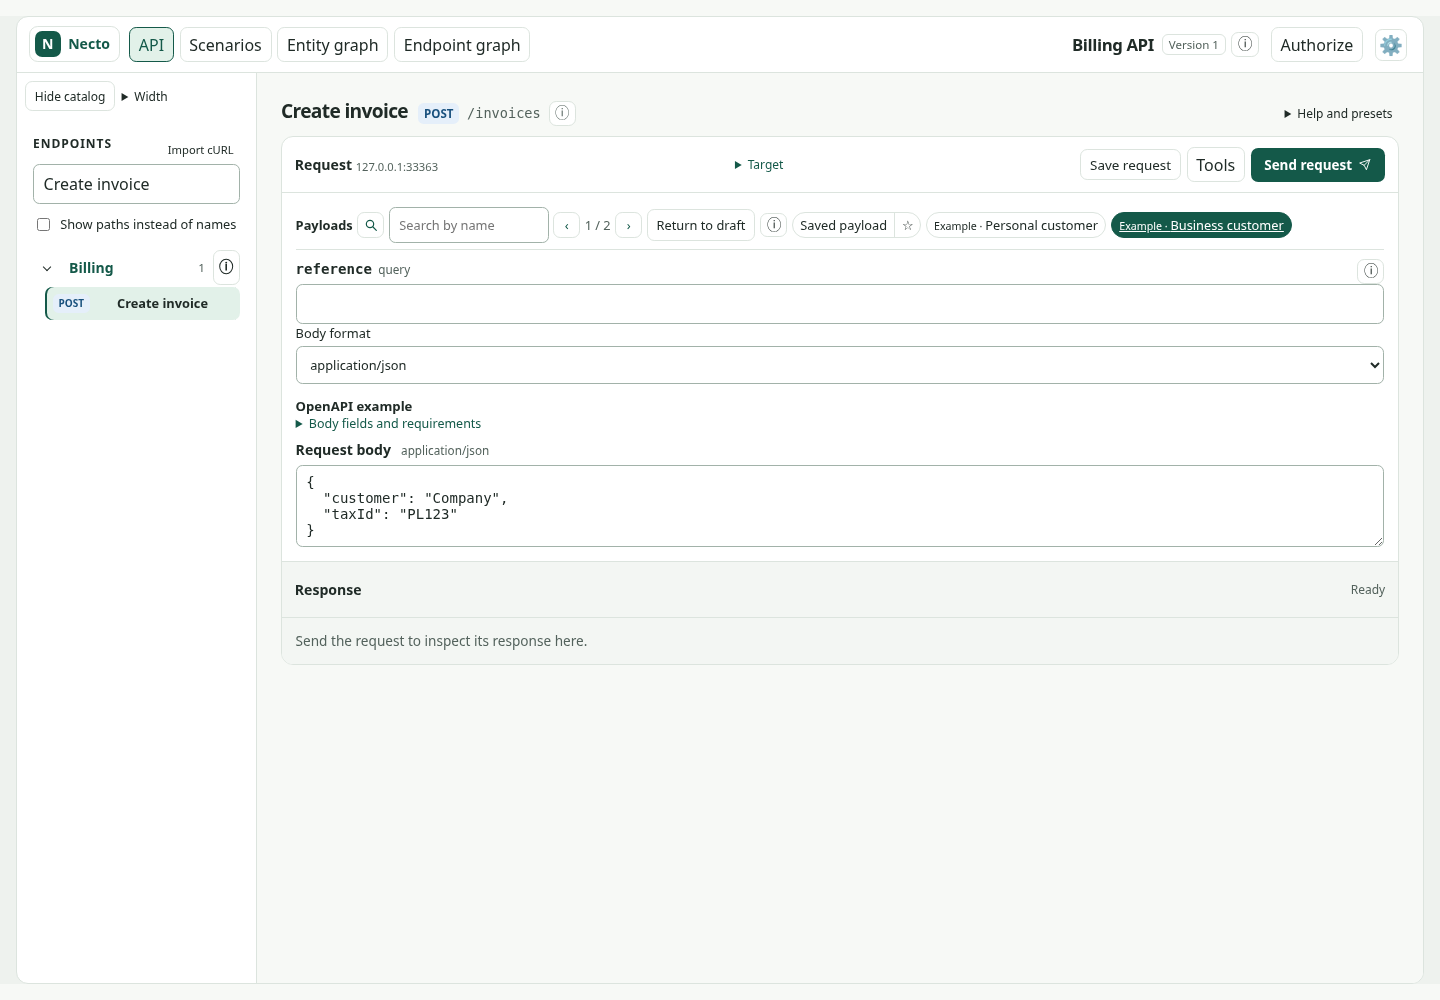 N Necto API Scenarios Entity graph Endpoint graph Billing API Version 1 ⓘ Authorize ⚙️
Hide catalog ▶ Width
ENDPOINTS Import cURL
Create invoice
Show paths instead of names
Billing 1 ⓘ
POST Create invoice
Create invoice POST /invoices ⓘ ▶ Help and presets
Request 127.0.0.1:33363 ▶ Target Save request Tools Send request
Payloads Search by name ‹ 1 / 2 › Return to draft ⓘ Saved payload ☆ Example · Personal customer Example · Business customer
reference query ⓘ
Body format
application/json
OpenAPI example
▶ Body fields and requirements
Request body application/json
{
  "customer": "Company",
  "taxId": "PL123"
}
Response Ready
Send the request to inspect its response here.